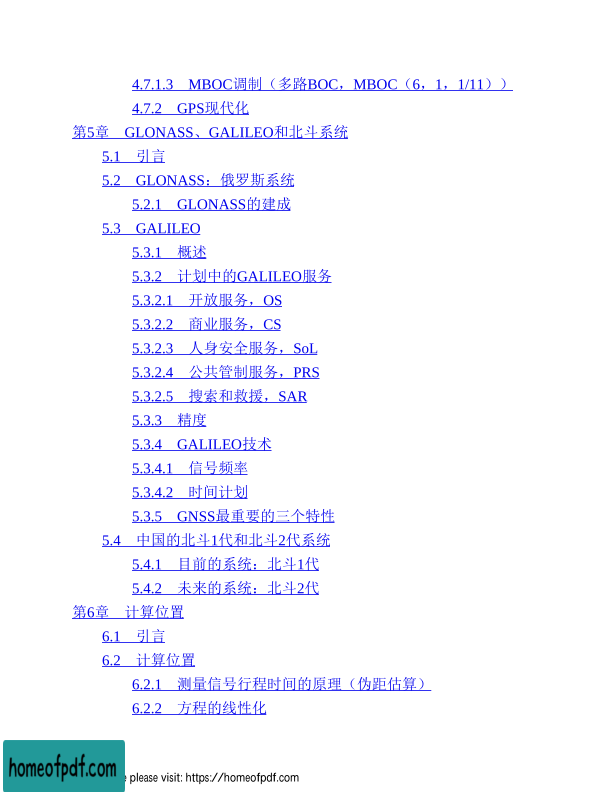 4.7.1.3 MBOC调制（多路BOC，MBOC（6，1，1/11））
4.7.2 GPS现代化
第5章 GLONASS、GALILEO和北斗系统
5.1 引言
5.2 GLONASS：俄罗斯系统
5.2.1 GLONASS的建成
5.3 GALILEO
5.3.1 概述
5.3.2 计划中的GALILEO服务
5.3.2.1 开放服务，OS
5.3.2.2 商业服务，CS
5.3.2.3 人身安全服务，SoL
5.3.2.4 公共管制服务，PRS
5.3.2.5 搜索和救援，SAR
5.3.3 精度
5.3.4 GALILEO技术
5.3.4.1 信号频率
5.3.4.2 时间计划
5.3.5 GNSS最重要的三个特性
5.4 中国的北斗1代和北斗2代系统
5.4.1 目前的系统：北斗1代
5.4.2 未来的系统：北斗2代
第6章 计算位置
6.1 引言
6.2 计算位置
6.2.1 测量信号行程时间的原理（伪距估算）
6.2.2 方程的线性化
homeofpdf.com
please visit: https://homeofpdf.com